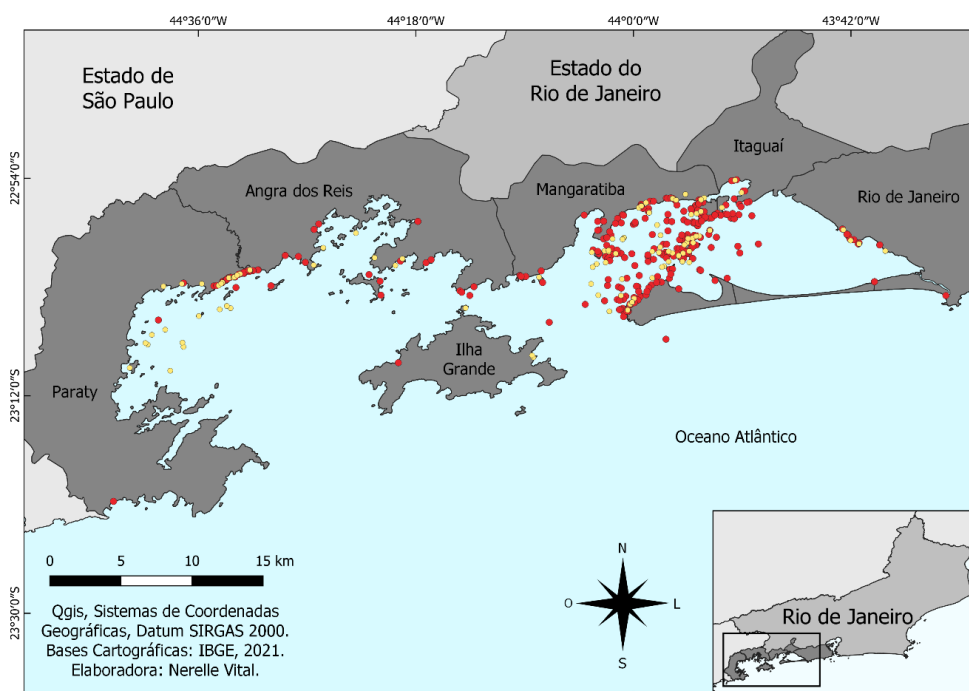 44°36'0"W
44°18'0"W
44°0'0"W
43°42'0"W
Estado de
São Paulo
Estado do
Rio de Janeiro
Itaguaí
22°54'0"S
Angra dos Reis
Mangaratiba
Rio de Janeiro
Ilha
Grande
Paraty
23°12'0"S
Oceano Atlântico
0
5
10
15 km
N
O
L
S
Qgis, Sistemas de Coordenadas
Geográficas, Datum SIRGAS 2000.
Bases Cartográficas: IBGE, 2021.
Elaboradora: Nerelle Vital.
23°30'0"S
Rio de Janeiro